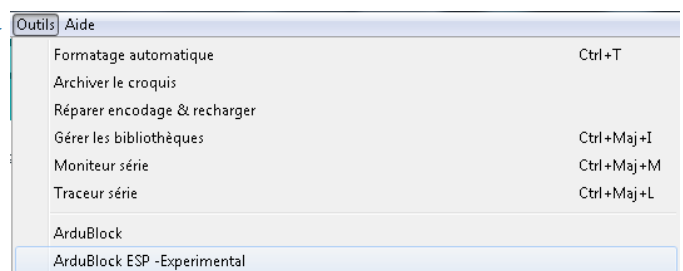 Outils Aide
Formatage automatique Ctrl+T
Archiver le croquis
Réparer encodage & recharger
Gérer les bibliothèques Ctrl+Maj+I
Moniteur série Ctrl+Maj+M
Traceur série Ctrl+Maj+L
ArduBlock
ArduBlock ESP -Experimental